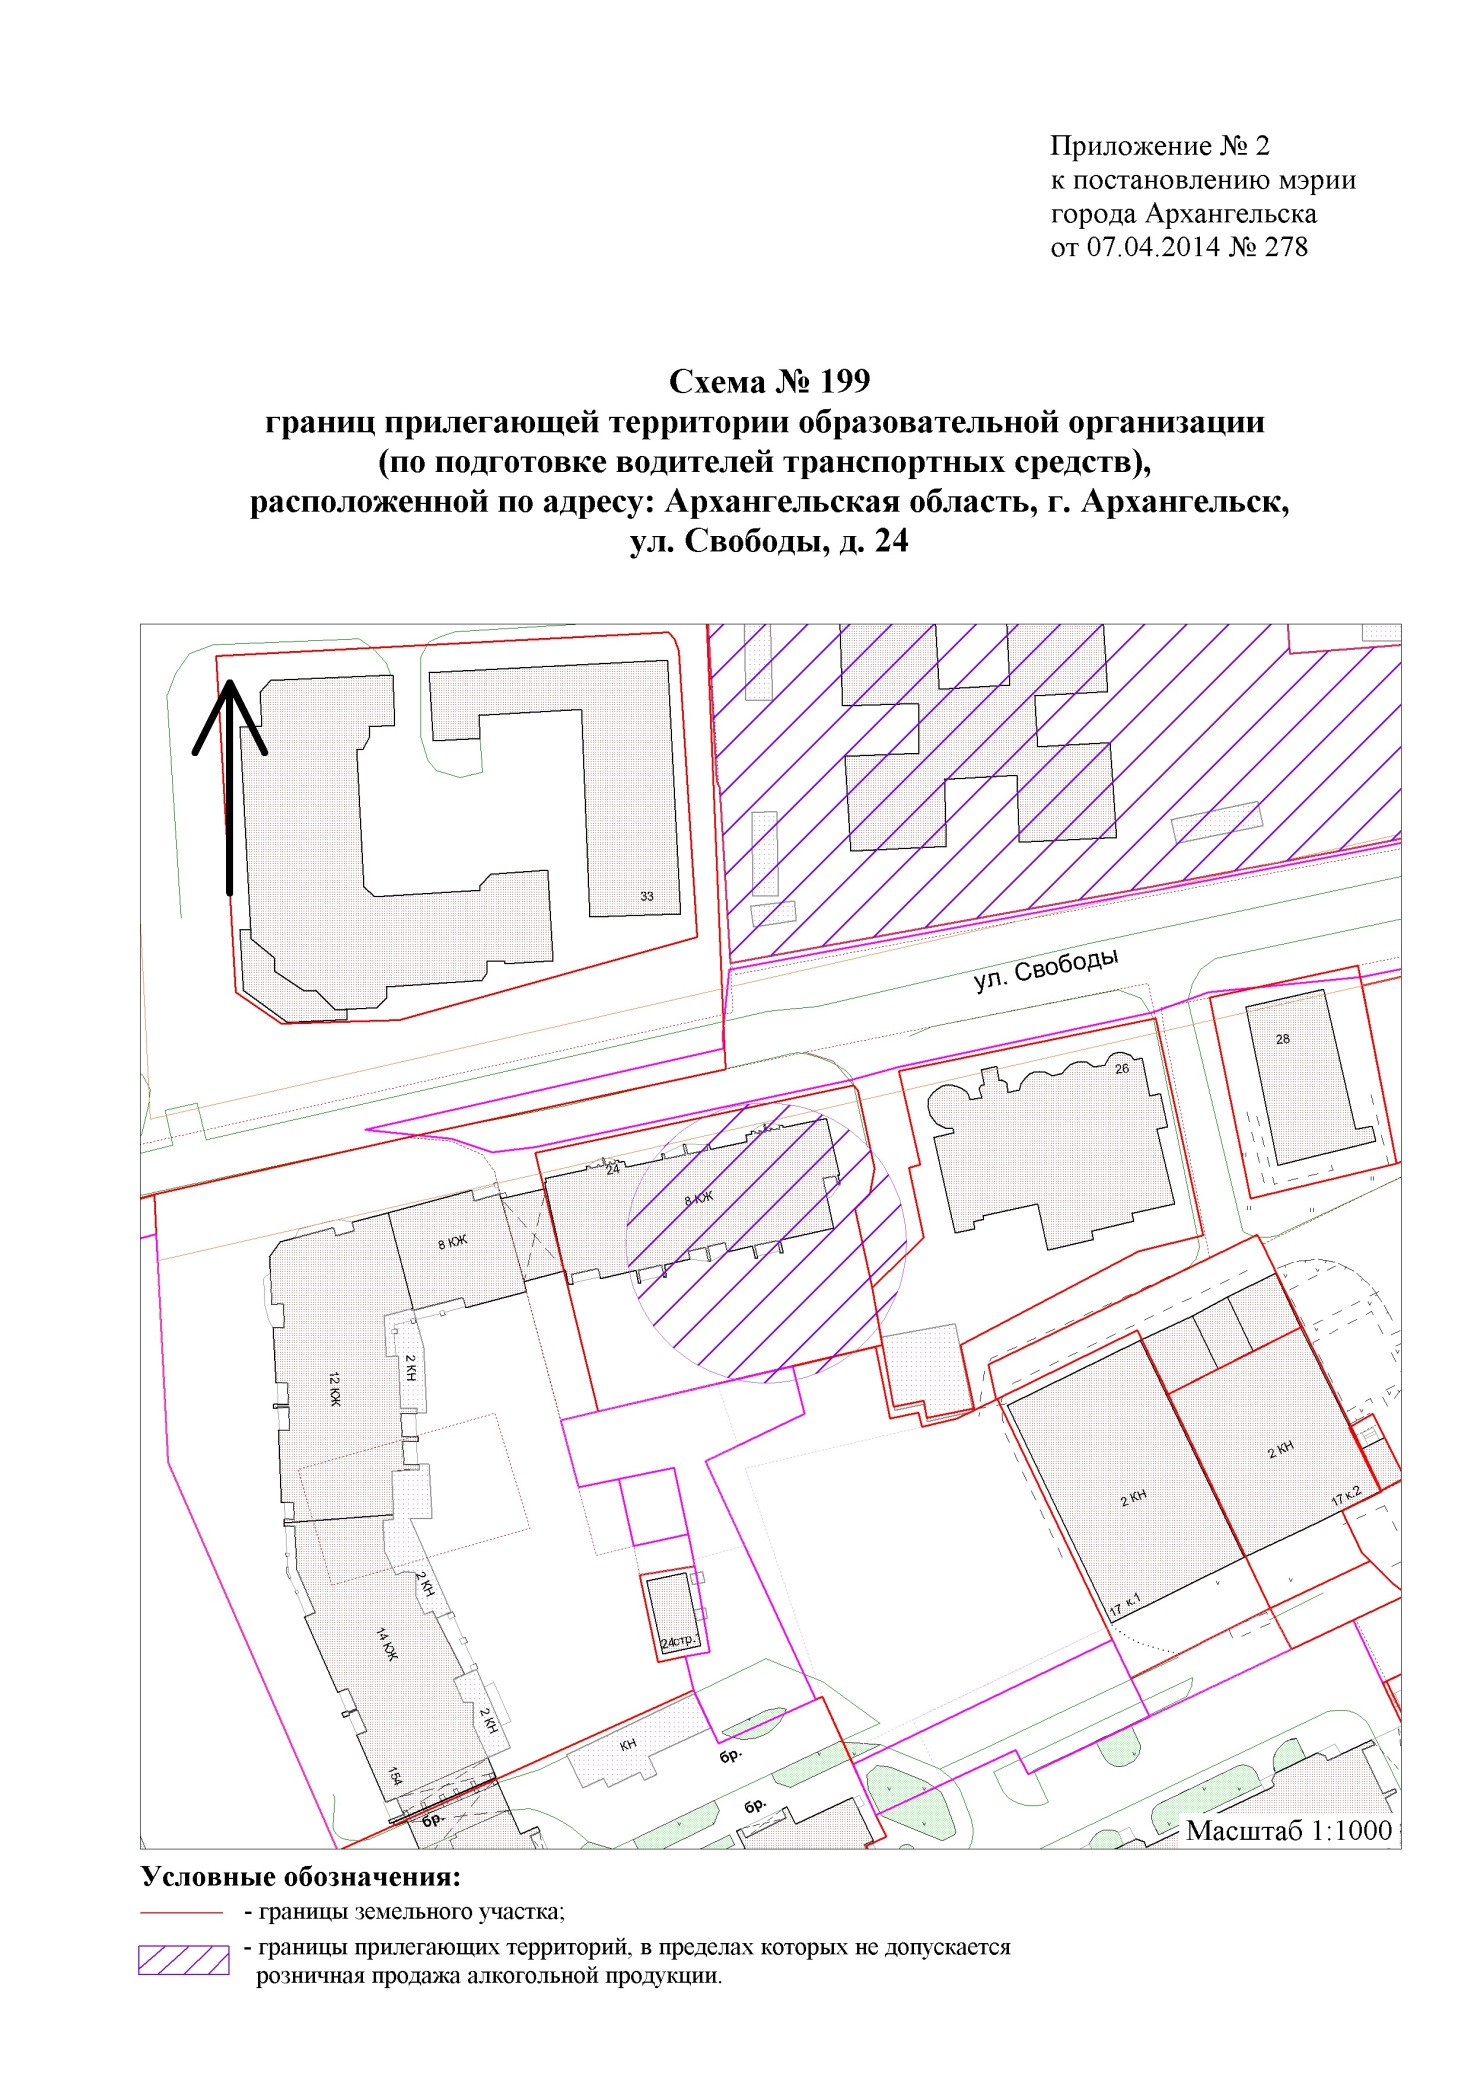 Приложение № 2
к постановлению мэрии
города Архангельска
от 07.04.2014 № 278
Схема № 199
границ прилегающей территории образовательной организации
(по подготовке водителей транспортных средств),
расположенной по адресу: Архангельская область, г. Архангельск,
ул. Свободы, д. 24
33
ул. Свободы
28
26
24
8 КЖ
8 КЖ
2 КН
12 КЖ
2 КН
2 КН
17 к.2
2 КН
17 к.1
24стр.1
14 КЖ
2 КН
КН
бр.
154
бр.
бр.
Масштаб 1:1000
Условные обозначения:
- границы земельного участка;
- границы прилегающих территорий, в пределах которых не допускается
розничная продажа алкогольной продукции.